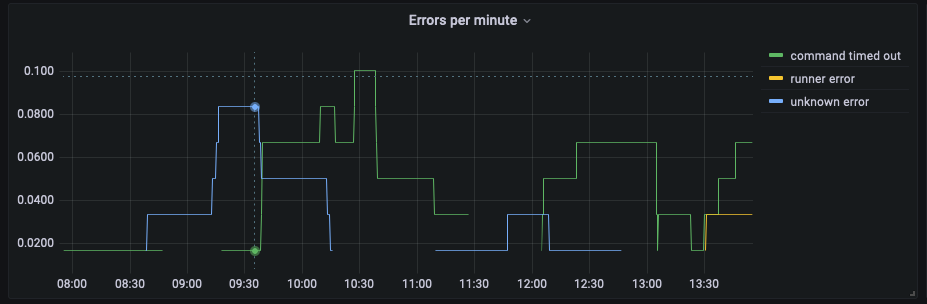 Errors per minute
0.100
0.0800
0.0600
0.0400
0.0200
08:00 08:30 09:00 09:30 10:00 10:30 11:00 11:30 12:00 12:30 13:00 13:30
command timed out
runner error
unknown error